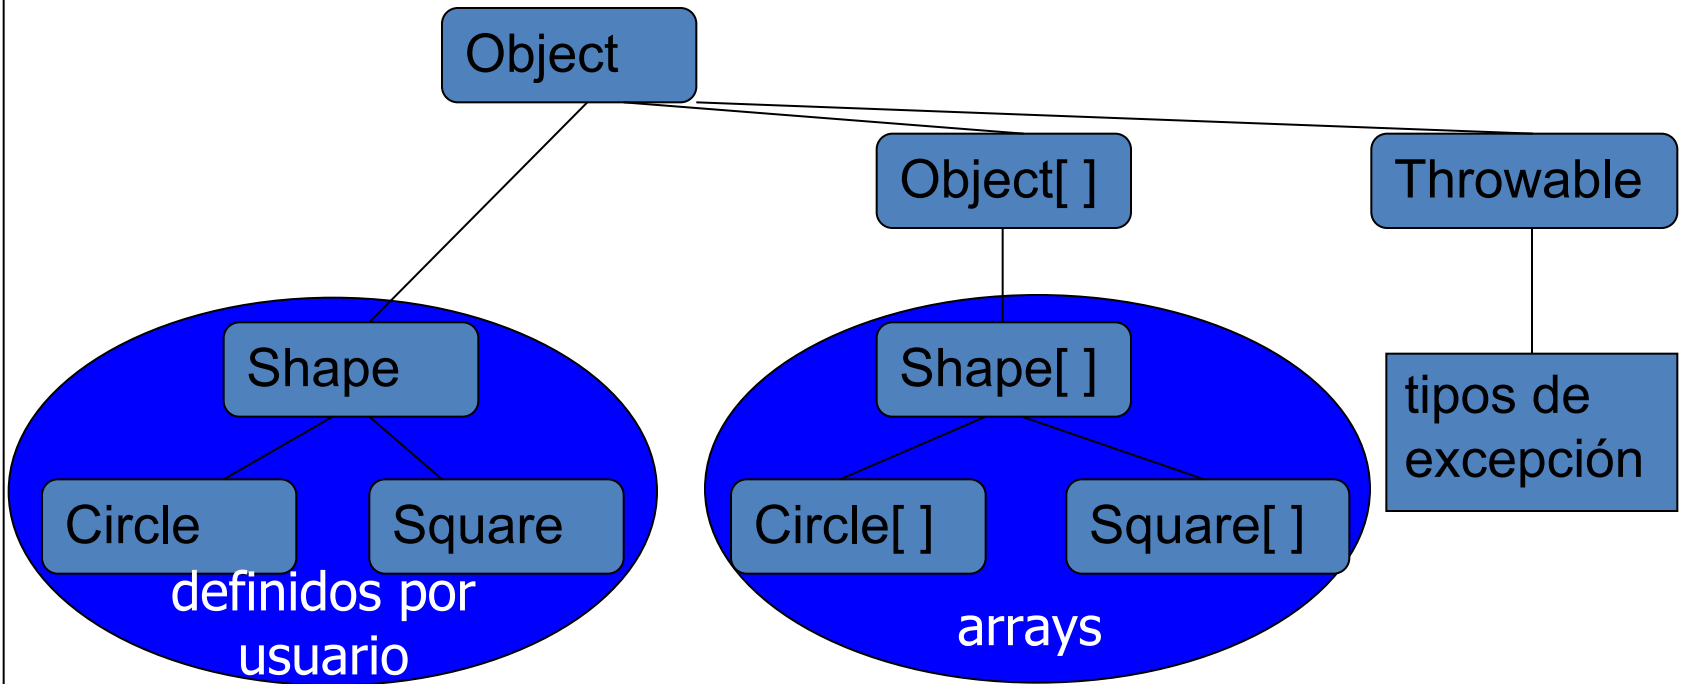 Object
Object[ ]
Throwable
Shape
Shape[ ]
tipos de
excepción
Circle
Square
Circle[ ]
Square[ ]
definidos por
usuario
arrays